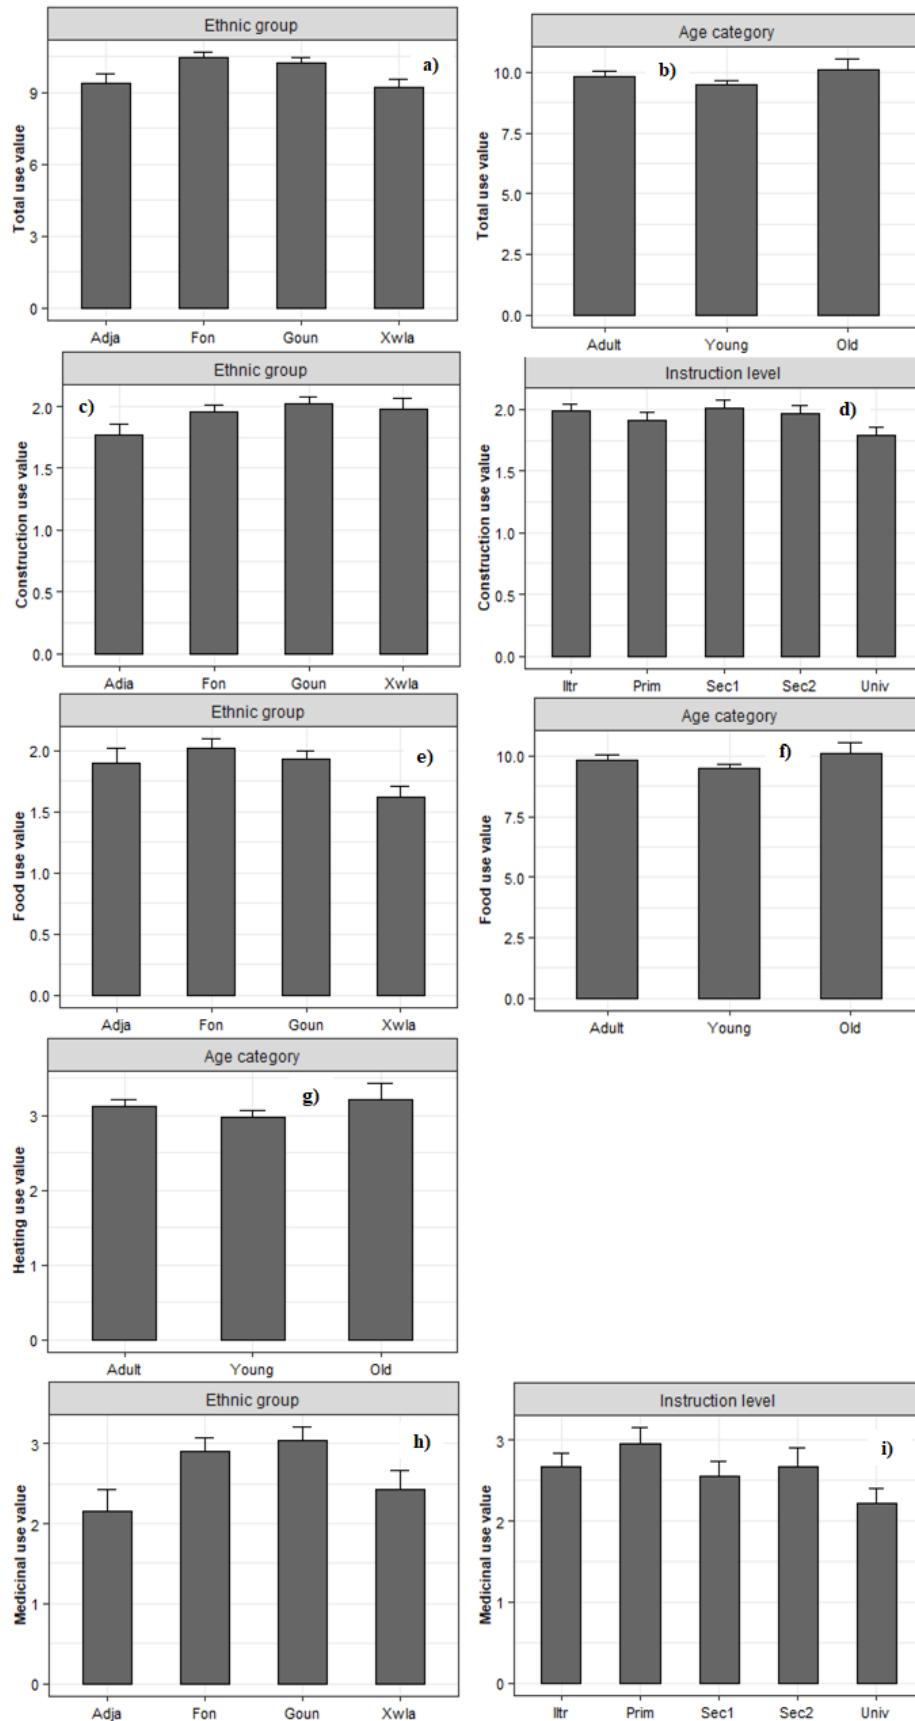 Ethnic group
a)
Total use value
9
6
3
0
Adja Fon Goun Xwla
Age category
b)
Total use value
10.0
7.5
5.0
2.5
0.0
Adult Young Old
Ethnic group
c)
Construction use value
2.0
1.5
1.0
0.5
0.0
Adia Fon Goun Xwla
Instruction level
d)
Construction use value
2.0
1.5
1.0
0.5
0.0
Iltr Prim Sec1 Sec2 Univ
Ethnic group
e)
Food use value
2.0
1.5
1.0
0.5
0.0
Adja Fon Goun Xwla
Age category
f)
Food use value
10.0
7.5
5.0
2.5
0.0
Adult Young Old
Age category
g)
Heating use value
3
2
1
0
Adult Young Old
Ethnic group
h)
Medicinal use value
3
2
1
0
Adja Fon Goun Xwla
Instruction level
i)
Medicinal use value
3
2
1
0
Iltr Prim Sec1 Sec2 Univ